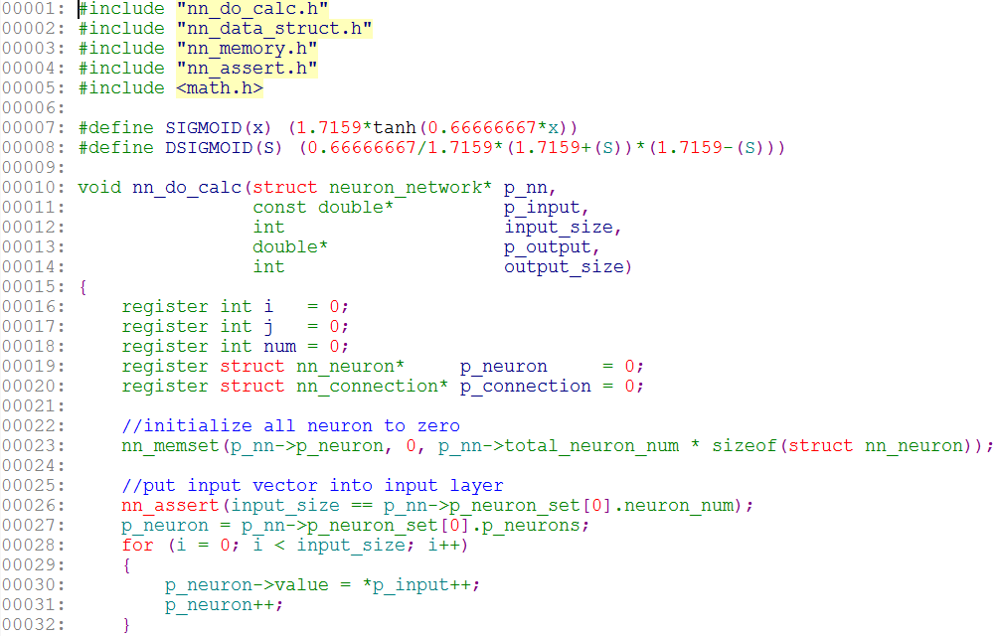 00001: #include "nn_do_calc.h"
00002: #include "nn_data_struct.h"
00003: #include "nn_memory.h"
00004: #include "nn_assert.h"
00005: #include <math.h>
00006:
00007: #define SIGMOID(x) (1.7159*tanh(0.66666667*x))
00008: #define DSIGMOID(S) (0.66666667/1.7159*(1.7159+(S))*(1.7159-(S)))
00009:
00010: void nn_do_calc(struct neuron_network* p_nn,
00011:                 const double*          p_input,
00012:                 int                    input_size,
00013:                 double*                p_output,
00014:                 int                    output_size)
00015: {
00016:     register int i   = 0;
00017:     register int j   = 0;
00018:     register int num = 0;
00019:     register struct nn_neuron*     p_neuron     = 0;
00020:     register struct nn_connection* p_connection = 0;
00021:
00022:     //initialize all neuron to zero
00023:     nn_memset(p_nn->p_neuron, 0, p_nn->total_neuron_num * sizeof(struct nn_neuron));
00024:
00025:     //put input vector into input layer
00026:     nn_assert(input_size == p_nn->p_neuron_set[0].neuron_num);
00027:     p_neuron = p_nn->p_neuron_set[0].p_neurons;
00028:     for (i = 0; i < input_size; i++)
00029:     {
00030:         p_neuron->value = *p_input++;
00031:         p_neuron++;
00032:     }